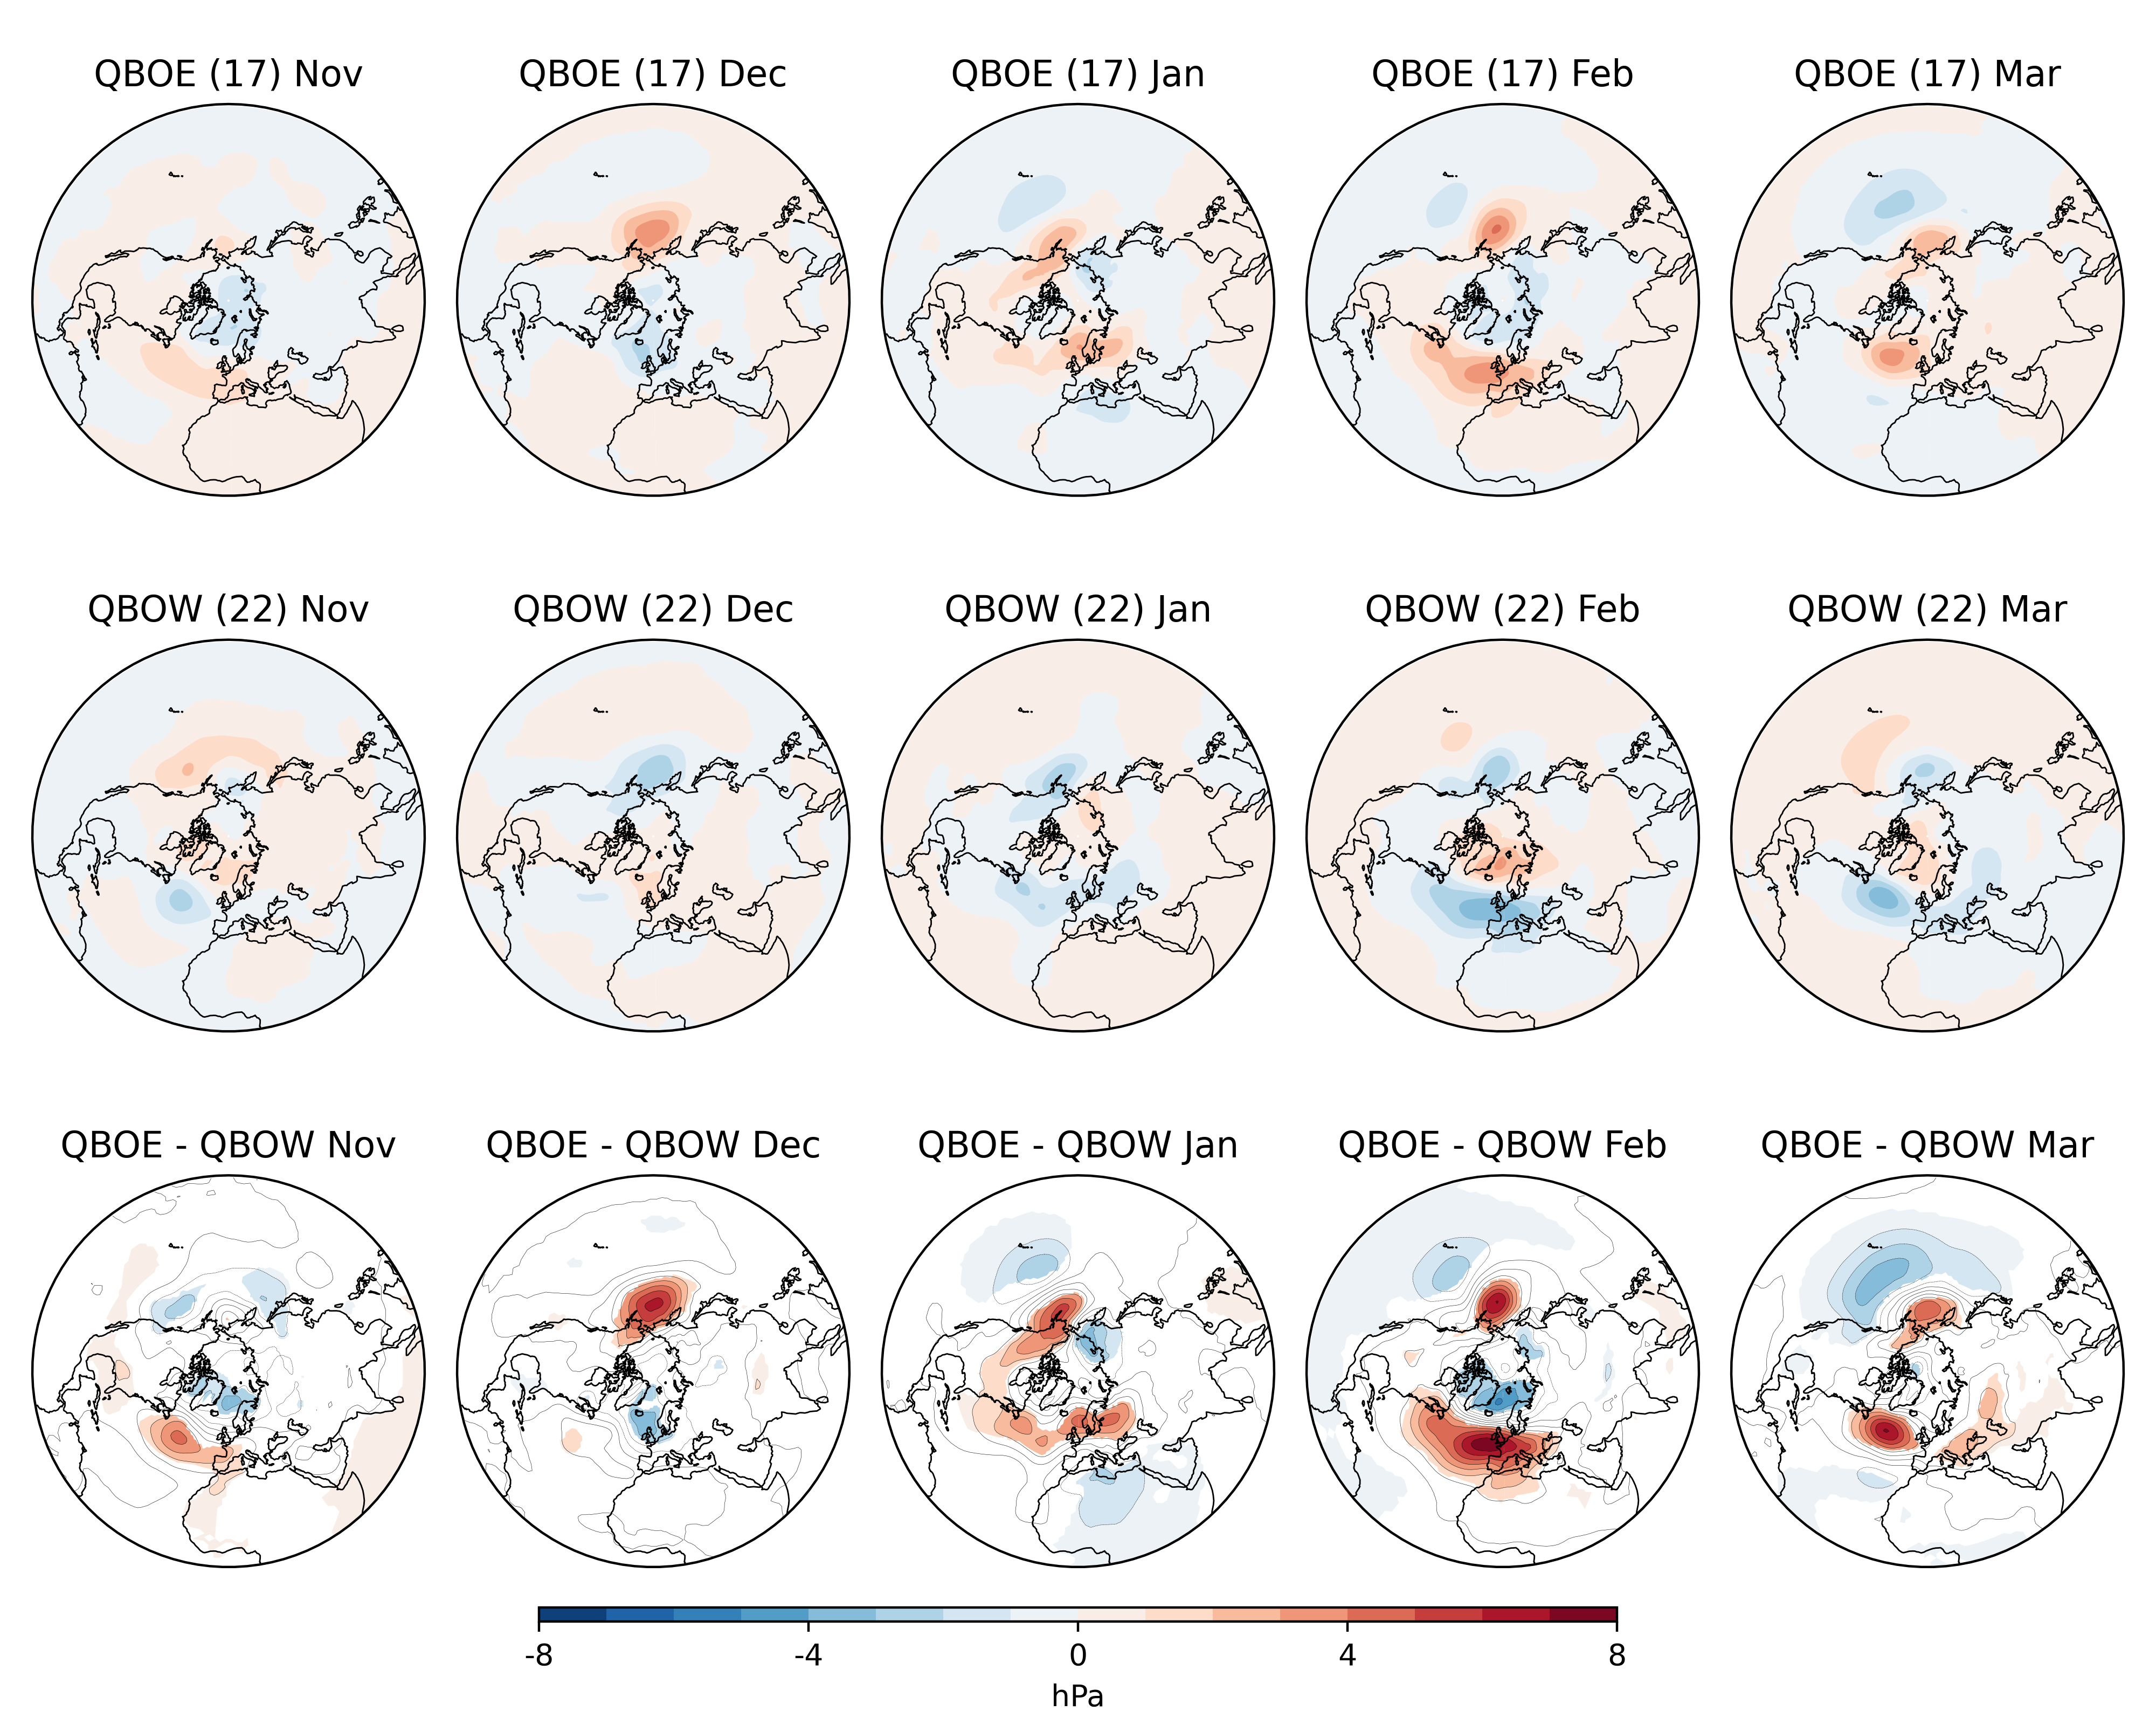 QBOE (17) Nov
QBOE (17) Dec
QBOE (17) Jan
QBOE (17) Feb
QBOE (17) Mar
QBOW (22) Nov
QBOW (22) Dec
QBOW (22) Jan
QBOW (22) Feb
QBOW (22) Mar
QBOE - QBOW Nov
QBOE - QBOW Dec
QBOE - QBOW Jan
QBOE - QBOW Feb
QBOE - QBOW Mar
-8
-4
0
4
8
hPa